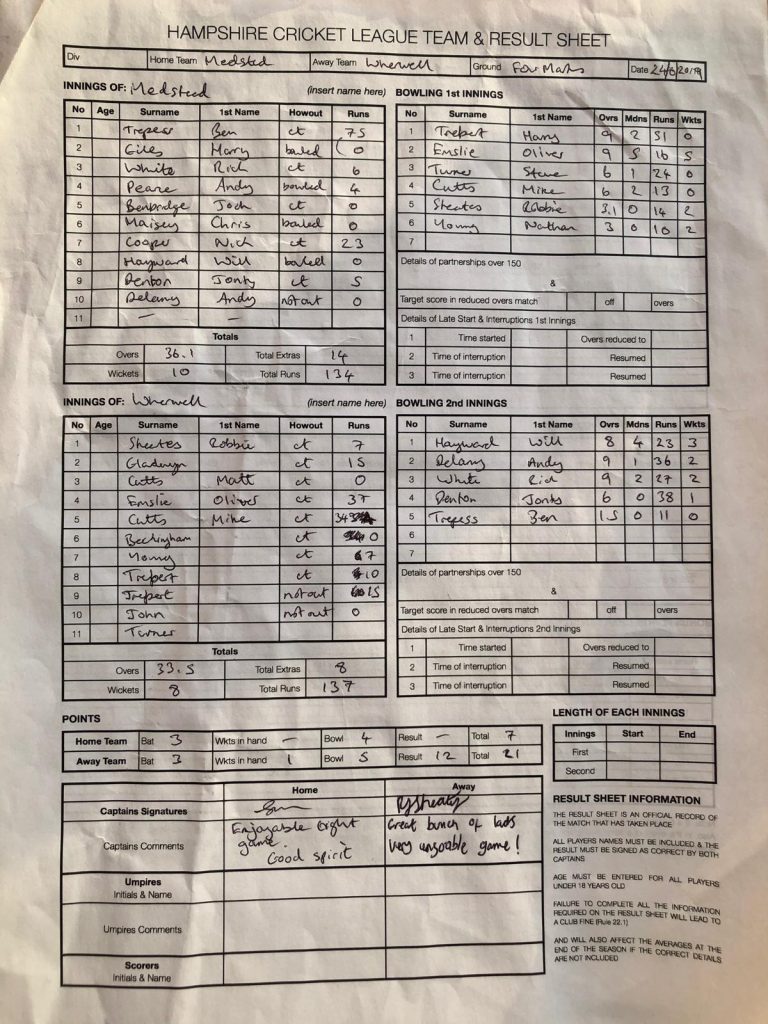 HAMPSHIRE CRICKET LEAGUE TEAM & RESULT SHEET
Div Home Team Medsted Away Team Wherwell Ground Four Marks Date 24/8/2019
INNINGS OF: Medsteed (insert name here)
No Age Surname 1st Name Howout Runs
1 Trepess Ben ct 75
2 Giles Marry bowled 0
3 White Rich ct 6
4 Pearce Andy bowled 4
5 Benbridge Josh ct 0
6 Maisey Chris bowled 0
7 Cooper Nich ct 23
8 Hayward Will bowled 0
9 Denton Jonty ct 5
10 Delany Andy not out 0
11 — —
Totals
Overs 36.1 Total Extras 14
Wickets 10 Total Runs 134
BOWLING 1ST INNINGS
Surname 1st Name Ovrs Mdns Runs Wkts
1 Trebert Harry 9 2 51 0
2 Emslie Oliver 9 5 16 5
3 Turner Steve 6 1 24 0
4 Cutts Mike 6 2 13 0
5 Sheates Robbie 3.1 0 14 2
6 Young Nathan 3 0 10 2
7
Details of partnerships over 150
&
Target score in reduced overs match off overs
Details of Late Start & Interruptions 1st Innings
1 Time started Overs reduced to
2 Time of interruption Resumed
3 Time of interruption Resumed
INNINGS OF: Wherwell (insert name here)
No Age Surname 1st Name Howout Runs
1 Sheates Robbie ct 7
2 Gladwyn ct 15
3 Cutts Matt ct 0
4 Emslie Oliver ct 37
5 Cutts Mike ct 34
6 Beckingham ct 0
7 Young ct 7
8 Trebert ct 10
9 Trebert not out 15
10 John not out 0
11 Turner
Totals
Overs 33.5 Total Extras 8
Wickets 8 Total Runs 137
BOWLING 2ND INNINGS
No Surname 1st Name Ovrs Mdns Runs Wkts
1 Hayward Will 8 4 23 3
2 Delany Andy 9 1 36 2
3 White Rich 9 2 27 2
4 Denton Jonty 6 0 38 1
5 Trepess Ben 1.5 0 11 0
6
7
Details of partnerships over 150
&
Target score in reduced overs match off overs
Details of Late Start & Interruptions 2nd Innings
1 Time started Overs reduced to
2 Time of interruption Resumed
3 Time of interruption Resumed
POINTS
Home Team Bat 3 Wkts in hand – Bowl 4 Result – Total 7
Away Team Bat 3 Wkts in hand 1 Bowl 5 Result 12 Total 21
LENGTH OF EACH INNINGS
Innings Start End
First
Second
Home Away
Captains Signatures
Captains Comments
Enjoyable tight
game.
Good spirit
Great bunch of lads
very enjoyable game!
Umpires
Initials & Name
Umpires Comments
Scorers
Initials & Name
RESULT SHEET INFORMATION
THE RESULT SHEET IS AN OFFICIAL RECORD OF
THE MATCH THAT HAS TAKEN PLACE
ALL PLAYERS NAMES MUST BE INCLUDED & THE
RESULT MUST BE SIGNED AS CORRECT BY BOTH
CAPTAINS
AGE MUST BE ENTERED FOR ALL PLAYERS
UNDER 18 YEARS OLD
FAILURE TO COMPLETE ALL THE INFORMATION
REQUIRED ON THE RESULT SHEET WILL LEAD TO
A CLUB FINE (Rule 22.1)
AND WILL ALSO AFFECT THE AVERAGES AT THE
END OF THE SEASON IF THE CORRECT DETAILS
ARE NOT INCLUDED